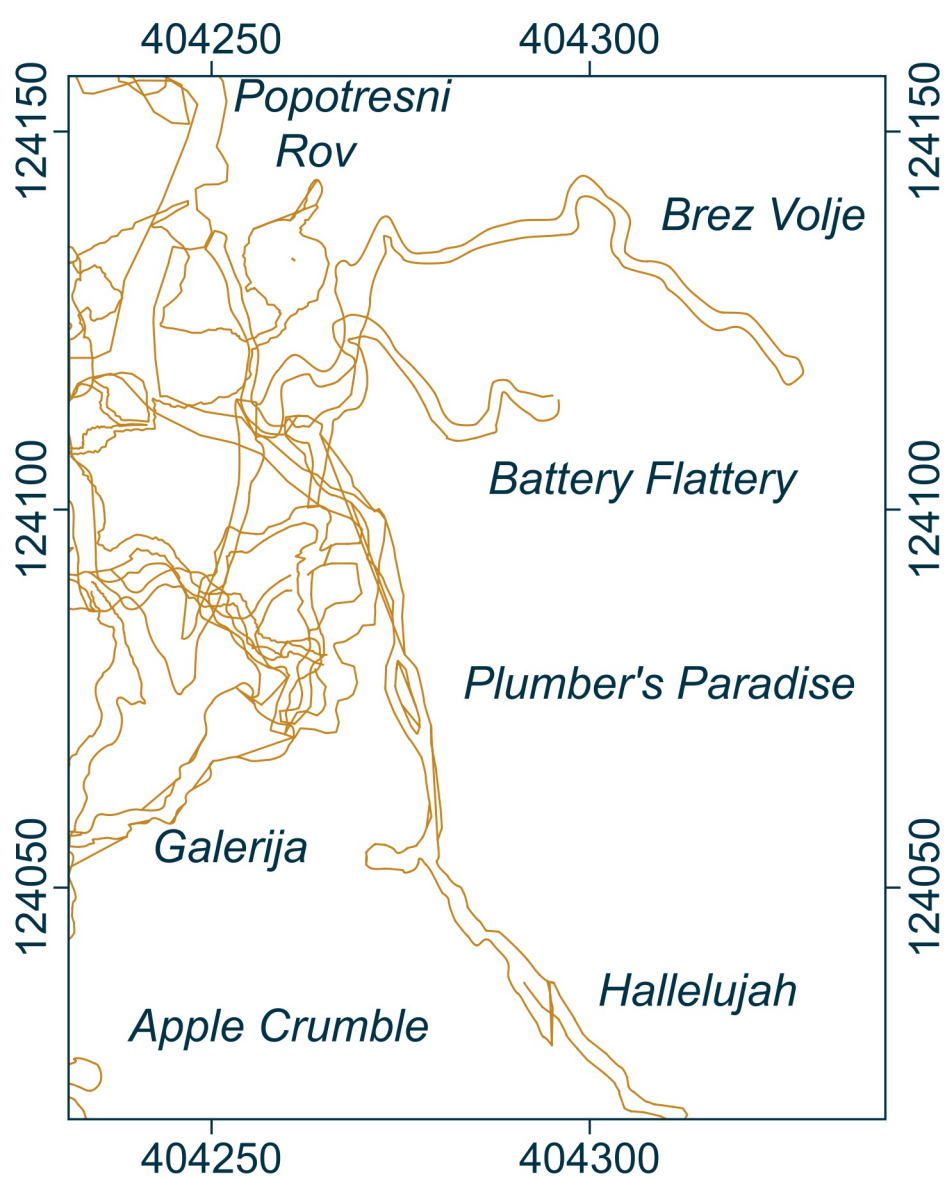 404250 404300
124150 124150
Popotresni
Rov
Brez Volje
Battery Flattery
124100 124100
Plumber's Paradise
Galerija
124050 124050
Hallelujah
Apple Crumble
404250 404300